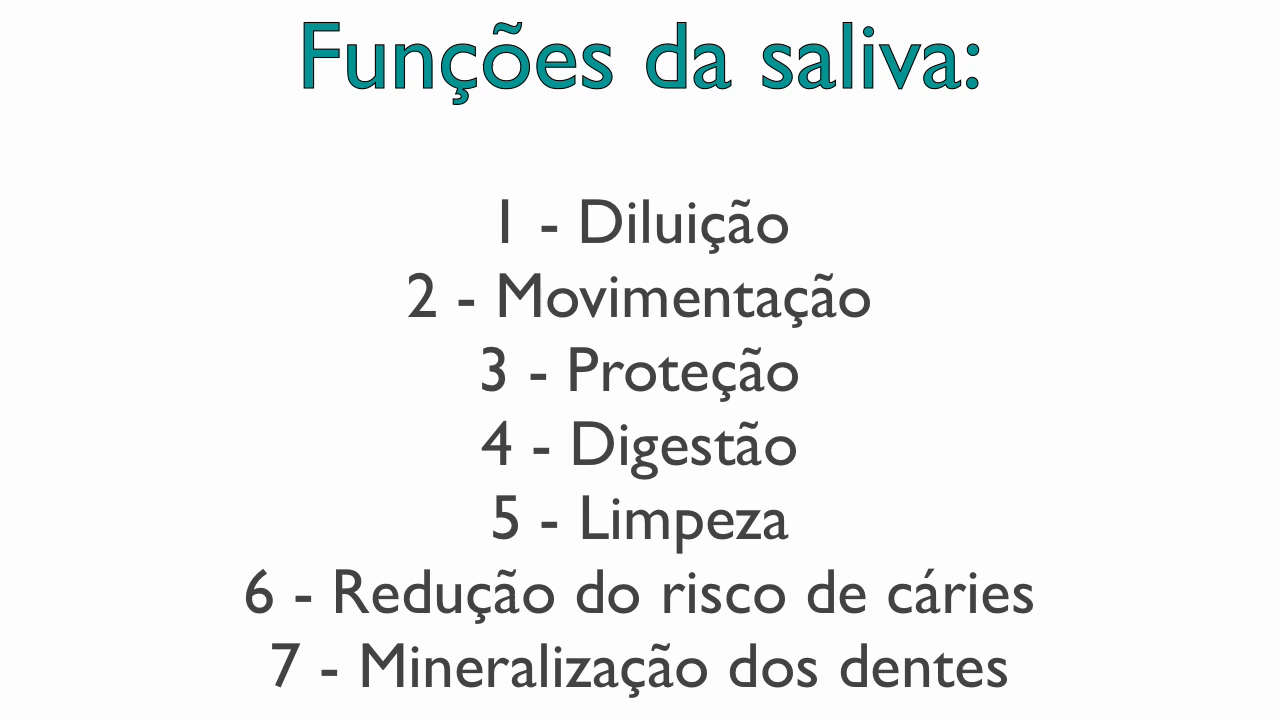 Funções da saliva:
1 - Diluição
2 - Movimentação
3 - Proteção
4 - Digestão
5 - Limpeza
6 - Redução do risco de cáries
7 - Mineralização dos dentes